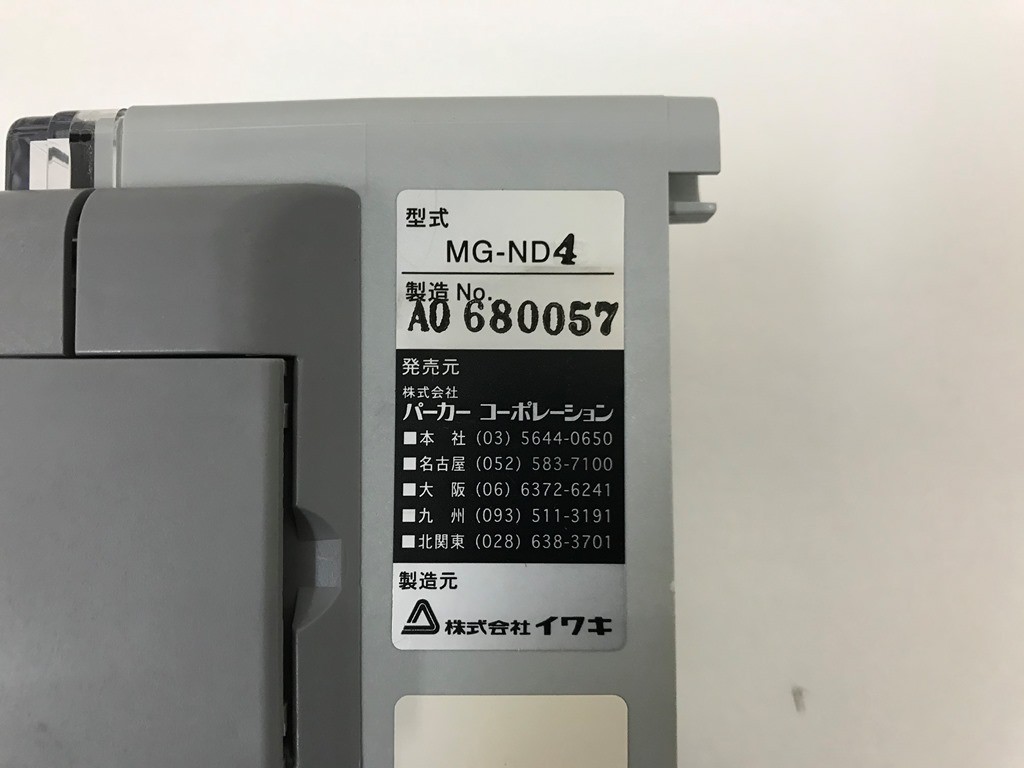 型式
MG-ND4
製造 No.
A0 680057
発売元
株式会社
パーカー コーポレーション
■本 社 (03) 5644-0650
■名古屋 (052) 583-7100
■大 阪 (06) 6372-6241
■九 州 (093) 511-3191
■北関東 (028) 638-3701
製造元
株式会社 イワキ